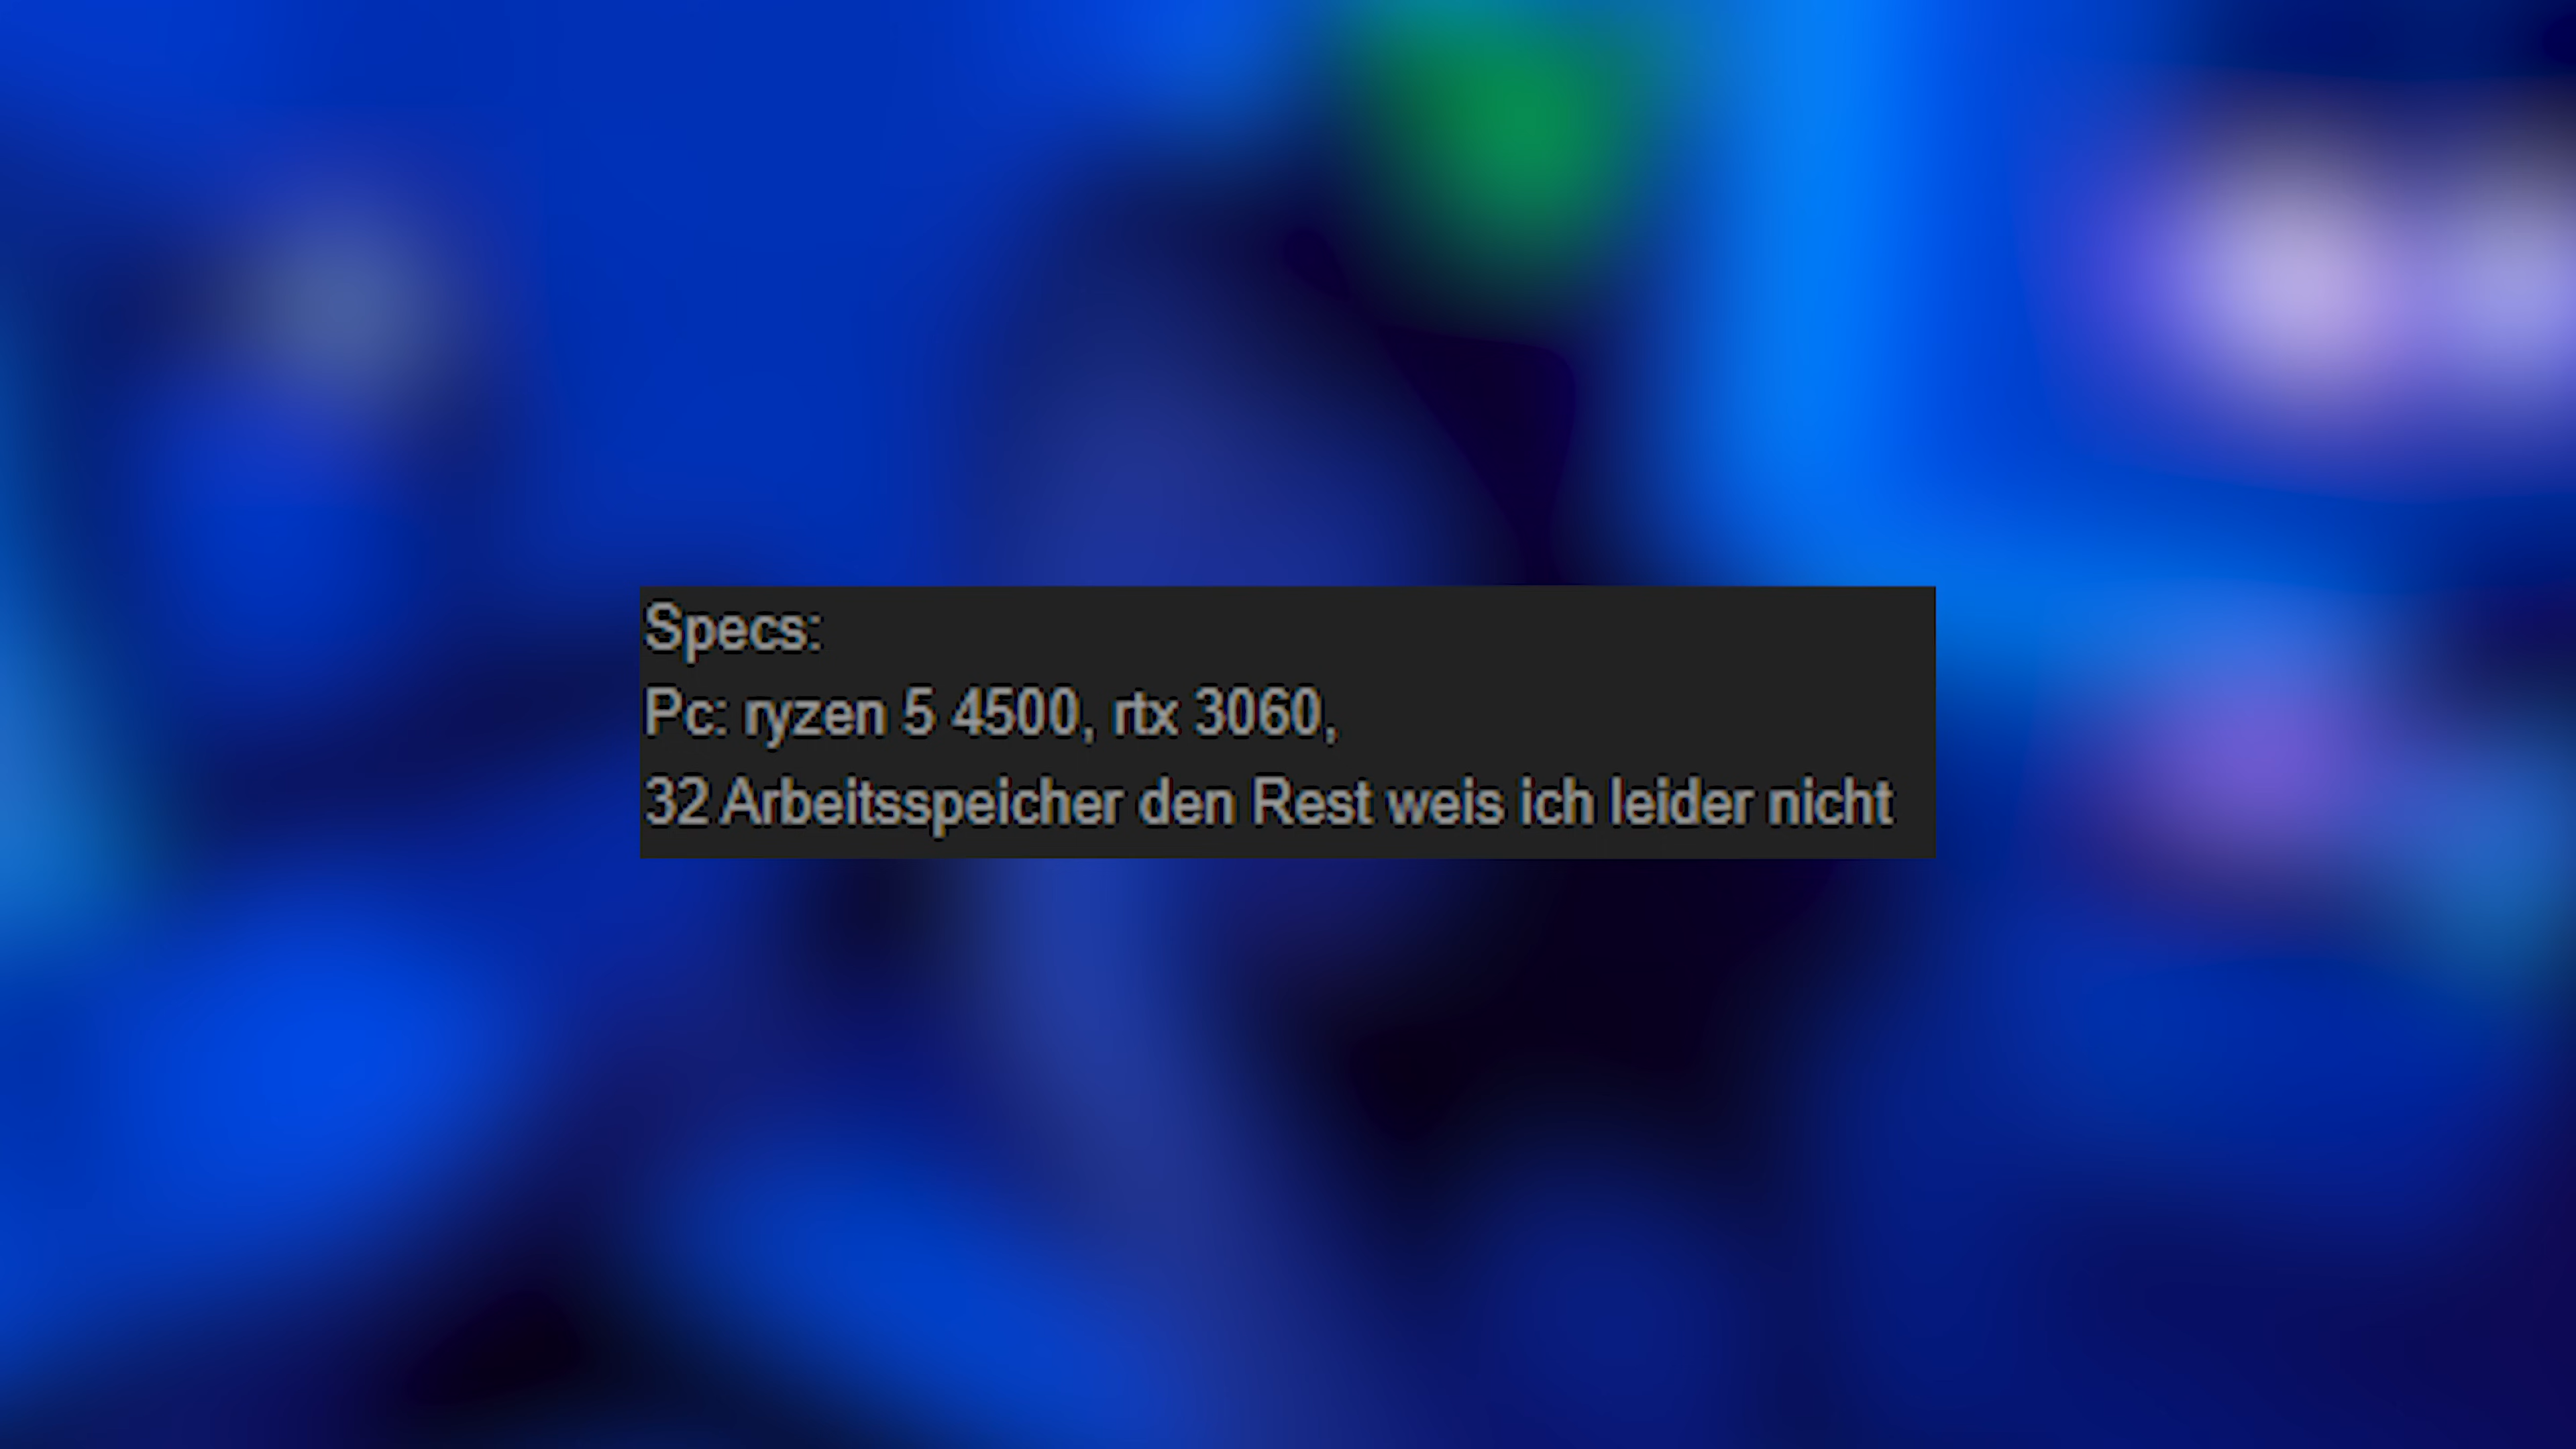 Specs:
Pc: ryzen 5 4500, rtx 3060,
32 Arbeitsspeicher den Rest weis ich leider nicht